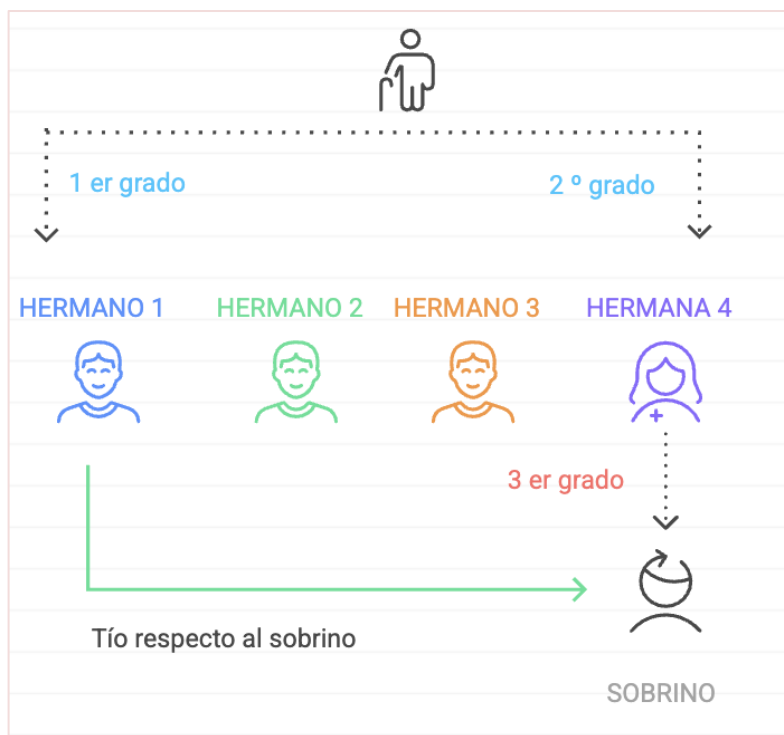 1 er grado
2 º grado
HERMANO 1
HERMANO 2
HERMANO 3
HERMANA 4
3 er grado
Tío respecto al sobrino
SOBRINO